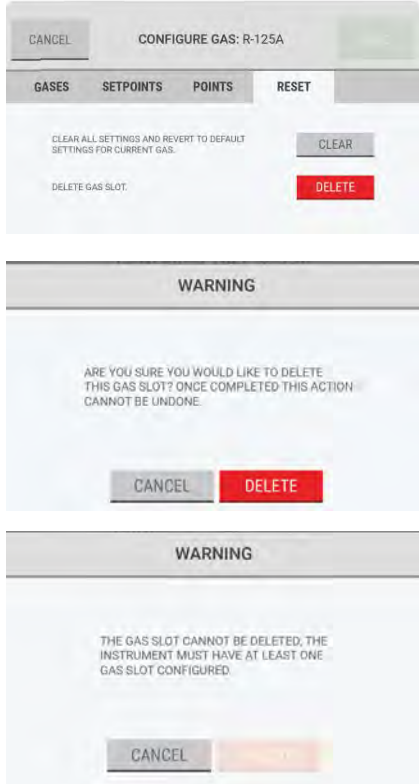 CANCEL CONFIGURE GAS: R-125A
GASES SETPOINTS POINTS RESET
CLEAR ALL SETTINGS AND REVERT TO DEFAULT
SETTINGS FOR CURRENT GAS.
CLEAR
DELETE GAS SLOT.
DELETE
WARNING
ARE YOU SURE YOU WOULD LIKE TO DELETE
THIS GAS SLOT? ONCE COMPLETED THIS ACTION
CANNOT BE UNDONE.
CANCEL DELETE
WARNING
THE GAS SLOT CANNOT BE DELETED, THE
INSTRUMENT MUST HAVE AT LEAST ONE
GAS SLOT CONFIGURED.
CANCEL